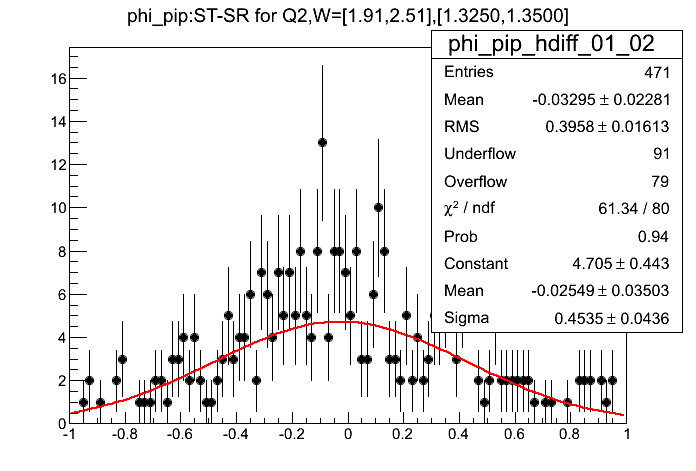 phi_pip:ST-SR for Q2,W=[1.91,2.51],[1.3250,1.3500]
phi_pip_hdiff_01_02
Entries 471
Mean -0.03295 ± 0.02281
RMS 0.3958 ± 0.01613
Underflow 91
Overflow 79
χ² / ndf 61.34 / 80
Prob 0.94
Constant 4.705 ± 0.443
Mean -0.02549 ± 0.03503
Sigma 0.4535 ± 0.0436
16
14
12
10
8
6
4
2
0
-1 -0.8 -0.6 -0.4 -0.2 0 0.2 0.4 0.6 0.8 1